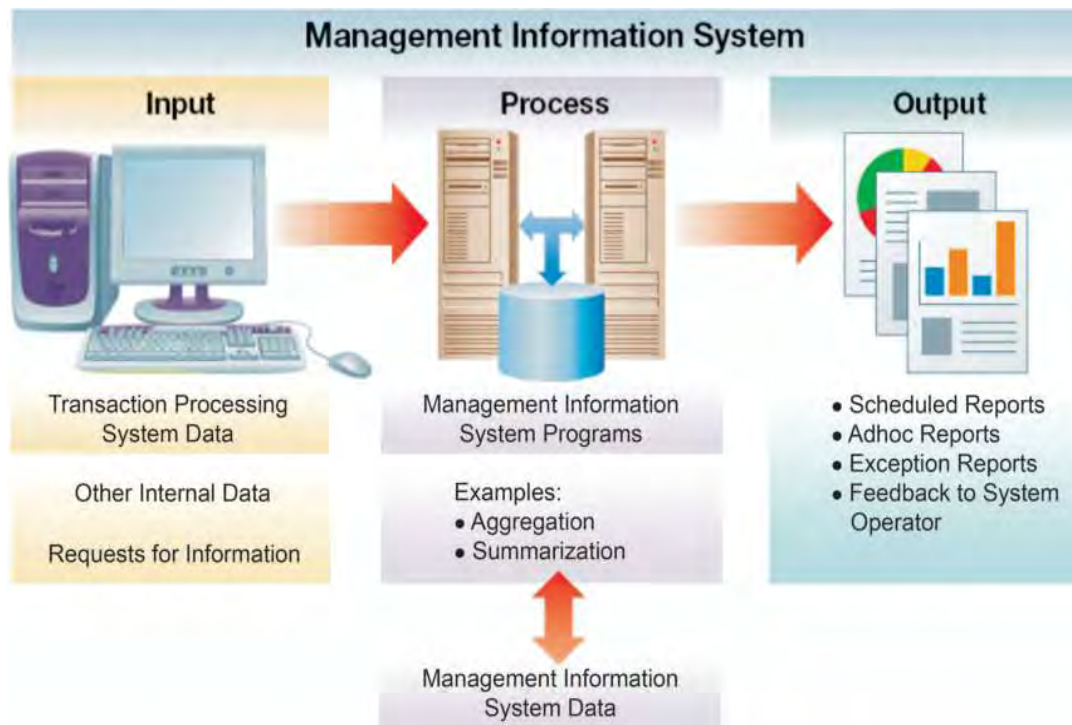 Management Information System
Input
Process
Output
Transaction Processing
System Data
Other Internal Data
Requests for Information
Management Information
System Programs
Examples:
● Aggregation
● Summarization
● Scheduled Reports
● Adhoc Reports
● Exception Reports
● Feedback to System
Operator
Management Information
System Data